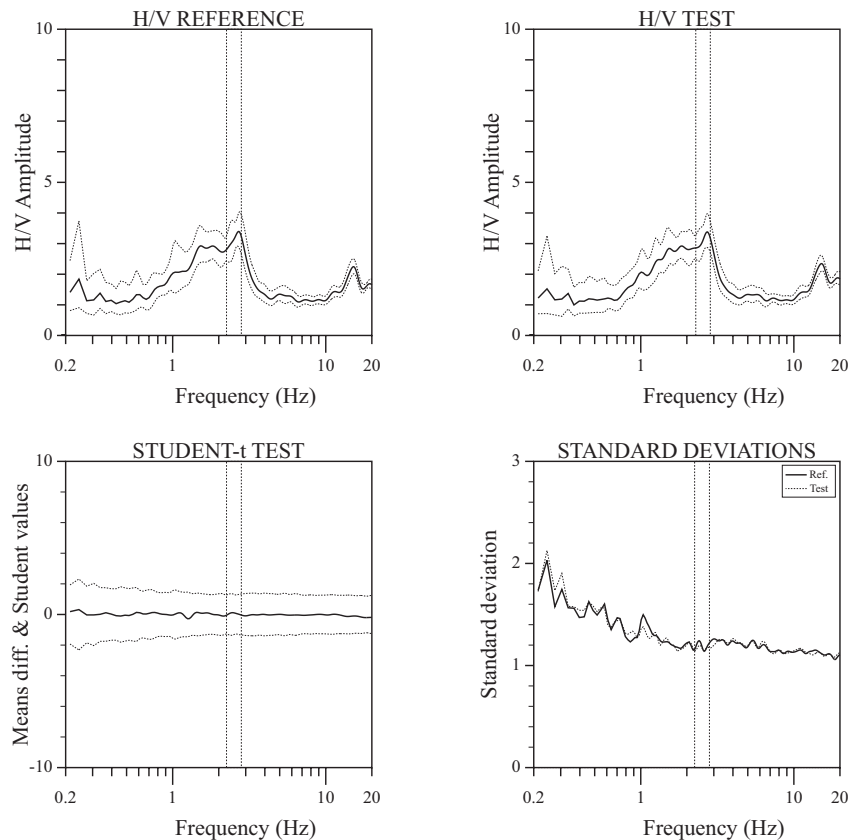 H/V REFERENCE
10
5
0
H/V Amplitude
0.2 1 10 20
Frequency (Hz)
H/V TEST
10
5
0
H/V Amplitude
0.2 1 10 20
Frequency (Hz)
STUDENT-t TEST
10
0
-10
Means diff. & Student values
0.2 1 10 20
Frequency (Hz)
STANDARD DEVIATIONS
3
2
1
0
Standard deviation
Ref.
Test
0.2 1 10 20
Frequency (Hz)